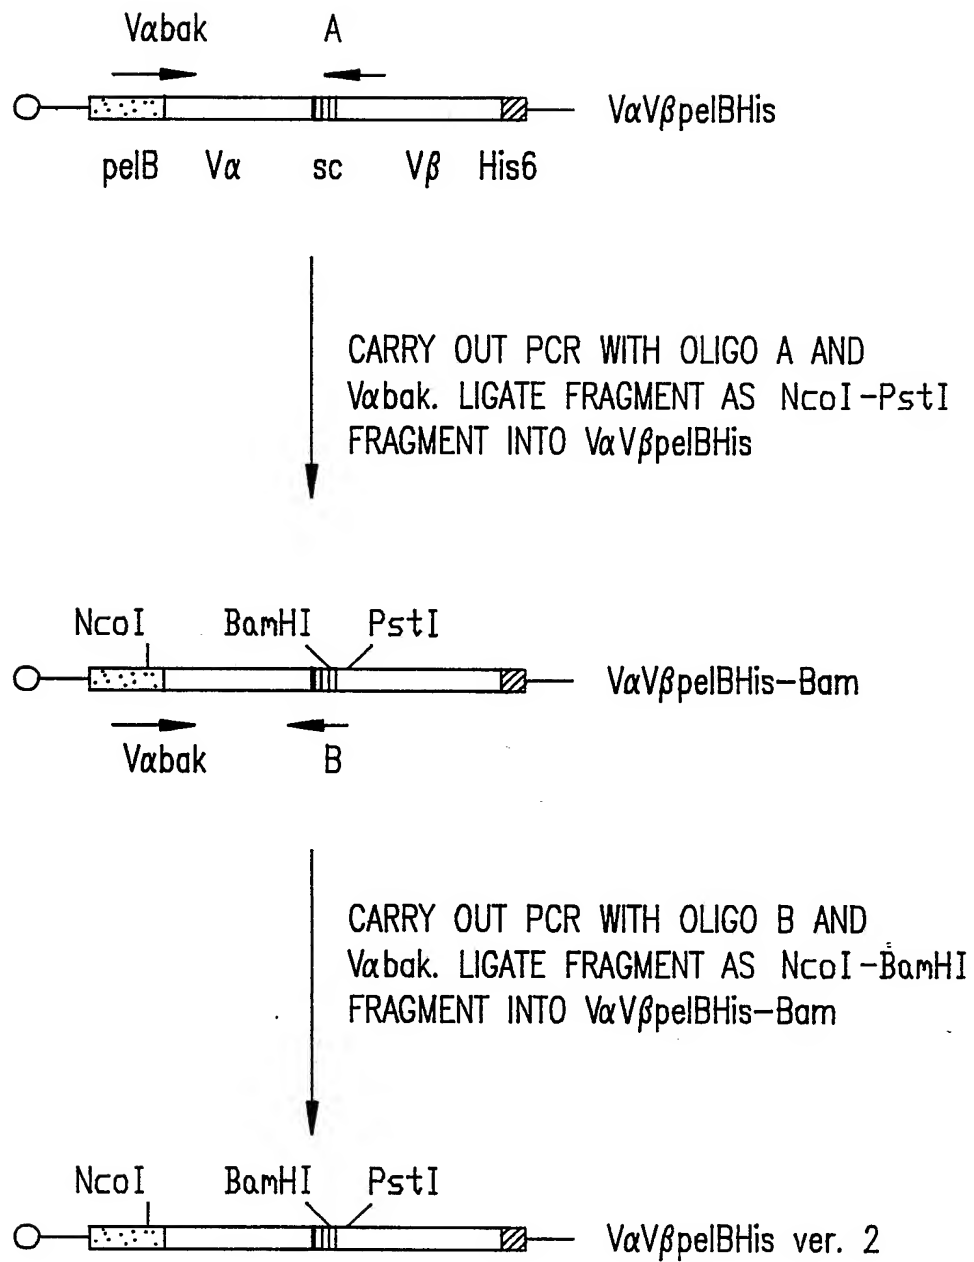 Vαbak A
VαVβpelBHis
pelB Vα sc Vβ His6
CARRY OUT PCR WITH OLIGO A AND
Vαbak. LIGATE FRAGMENT AS NcoI-PstI
FRAGMENT INTO VαVβpelBHis
NcoI BamHI PstI
VαVβpelBHis-Bam
Vαbak B
CARRY OUT PCR WITH OLIGO B AND
Vαbak. LIGATE FRAGMENT AS NcoI-BamHI
FRAGMENT INTO VαVβpelBHis-Bam
NcoI BamHI PstI
VαVβpelBHis ver. 2